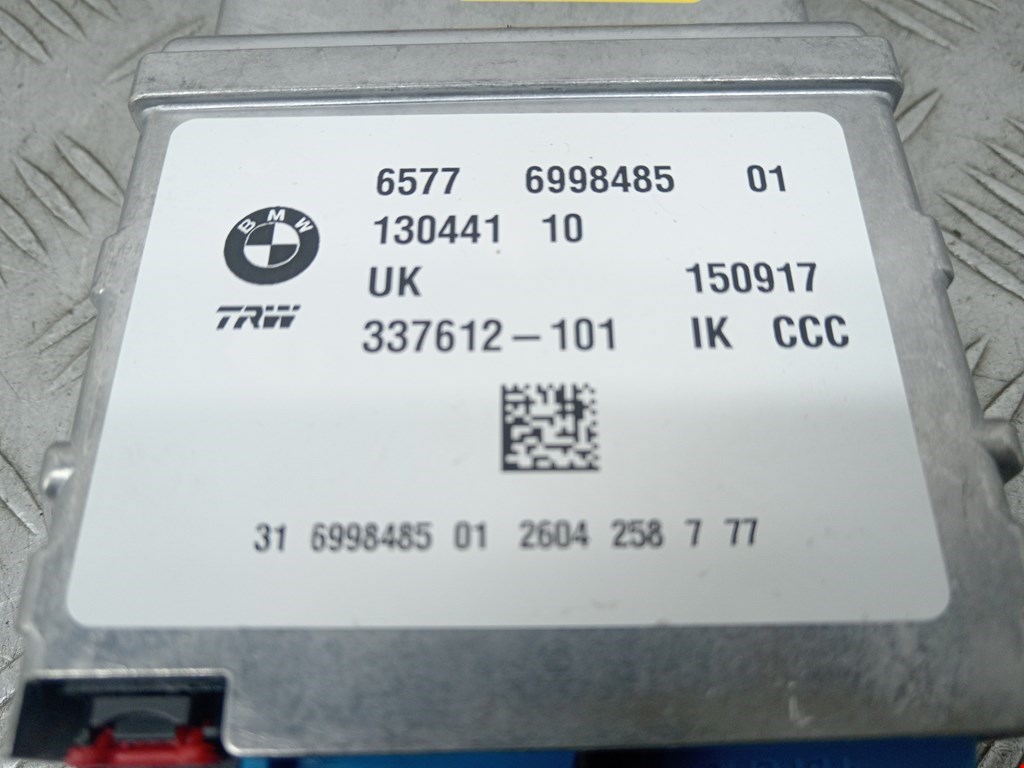 6577 6998485 01
BMW
130441 10
UK 150917
TRW
337612-101 IK CCC
31 6998485 01 2604 258 7 77